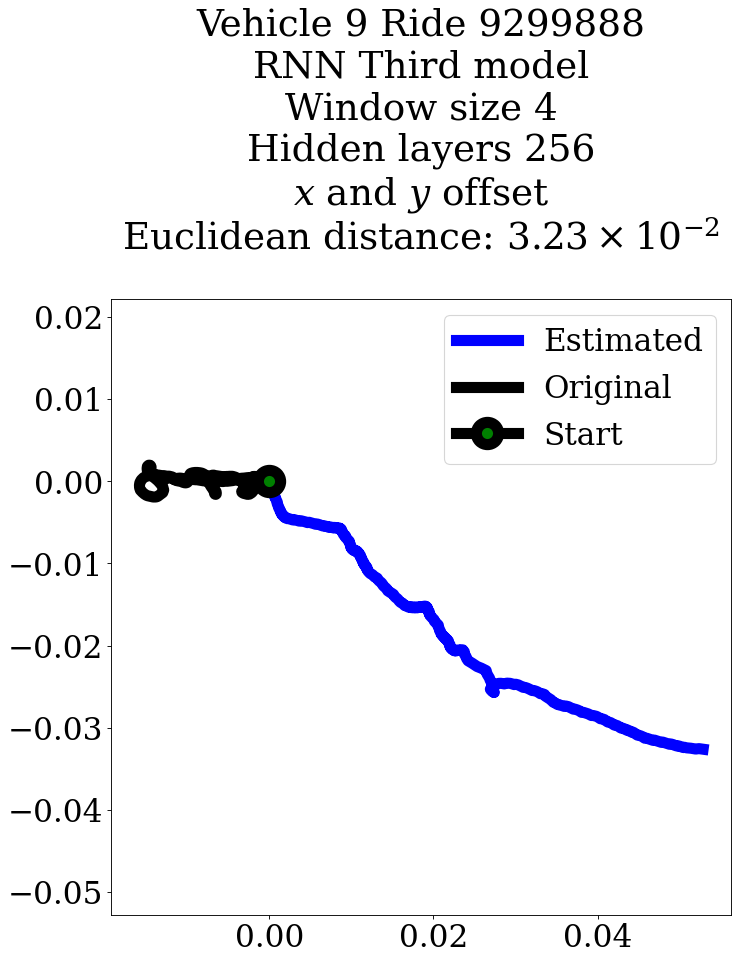 Vehicle 9 Ride 9299888
RNN Third model
Window size 4
Hidden layers 256
x and y offset
Euclidean distance: 3.23 × 10⁻²
Estimated
Original
Start
0.02
0.01
0.00
−0.01
−0.02
−0.03
−0.04
−0.05
0.00 0.02 0.04